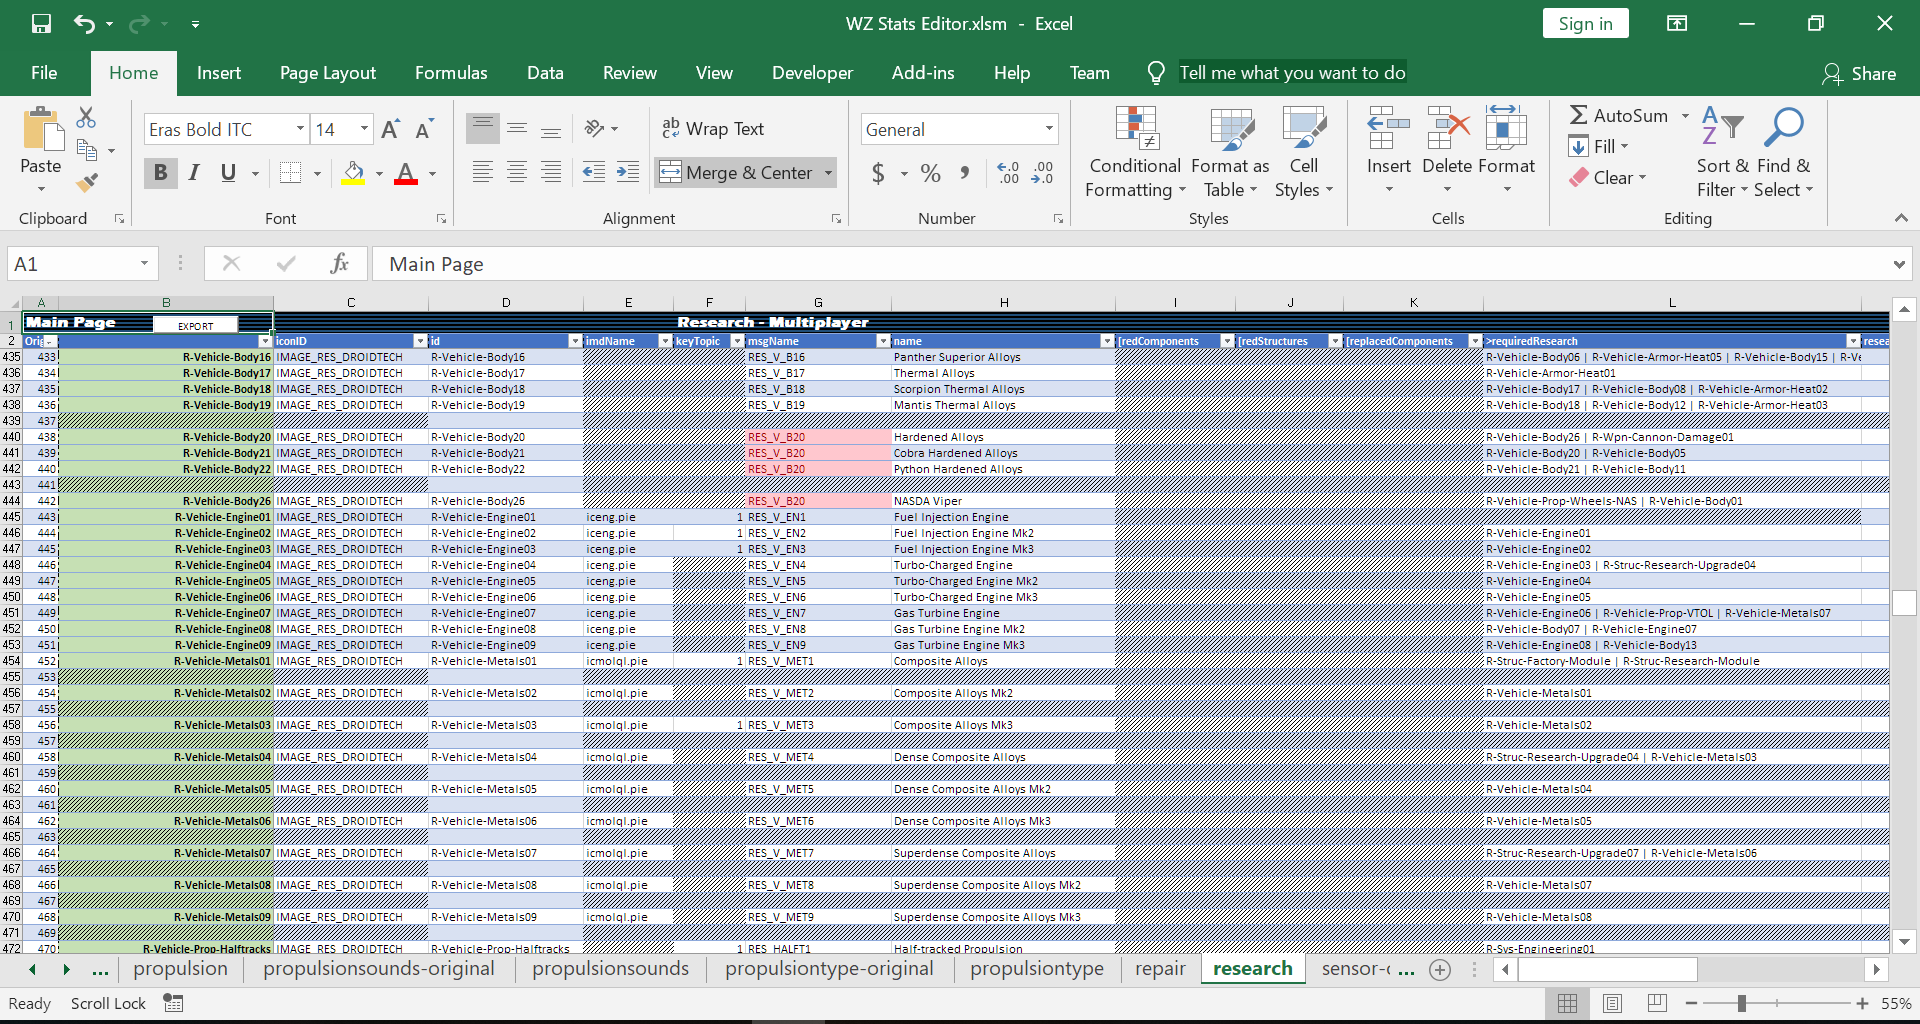 WZ Stats Editor.xlsm - Excel
Sign in
File Home Insert Page Layout Formulas Data Review View Developer Add-ins Help Team Tell me what you want to do Share
Paste
Clipboard
Eras Bold ITC 14
B I U A
Font
ab Wrap Text
Merge & Center
Alignment
General
$ % , .0 .00
Number
Conditional Formatting Format as Table Cell Styles
Styles
Insert Delete Format
Cells
AutoSum
Fill
Clear
Sort & Filter Find & Select
Editing
A1 fx Main Page
A B C D E F G H I J K L
1 Main Page EXPORT Research - Multiplayer
2 Orig iconID id imdName keyTopic msgName name [redComponents [redStructures [replacedComponents >requiredResearch resea
435 433 R-Vehicle-Body16 IMAGE_RES_DROIDTECH R-Vehicle-Body16 RES_V_B16 Panther Superior Alloys R-Vehicle-Body06 | R-Vehicle-Armor-Heat05 | R-Vehicle-Body15 | R-Ve
436 434 R-Vehicle-Body17 IMAGE_RES_DROIDTECH R-Vehicle-Body17 RES_V_B17 Thermal Alloys R-Vehicle-Armor-Heat01
437 435 R-Vehicle-Body18 IMAGE_RES_DROIDTECH R-Vehicle-Body18 RES_V_B18 Scorpion Thermal Alloys R-Vehicle-Body17 | R-Vehicle-Body08 | R-Vehicle-Armor-Heat02
438 436 R-Vehicle-Body19 IMAGE_RES_DROIDTECH R-Vehicle-Body19 RES_V_B19 Mantis Thermal Alloys R-Vehicle-Body18 | R-Vehicle-Body12 | R-Vehicle-Armor-Heat03
439 437
440 438 R-Vehicle-Body20 IMAGE_RES_DROIDTECH R-Vehicle-Body20 RES_V_B20 Hardened Alloys R-Vehicle-Body26 | R-Wpn-Cannon-Damage01
441 439 R-Vehicle-Body21 IMAGE_RES_DROIDTECH R-Vehicle-Body21 RES_V_B20 Cobra Hardened Alloys R-Vehicle-Body20 | R-Vehicle-Body05
442 440 R-Vehicle-Body22 IMAGE_RES_DROIDTECH R-Vehicle-Body22 RES_V_B20 Python Hardened Alloys R-Vehicle-Body21 | R-Vehicle-Body11
443 441
444 442 R-Vehicle-Body26 IMAGE_RES_DROIDTECH R-Vehicle-Body26 RES_V_B20 NASDA Viper R-Vehicle-Prop-Wheels-NAS | R-Vehicle-Body01
445 443 R-Vehicle-Engine01 IMAGE_RES_DROIDTECH R-Vehicle-Engine01 iceng.pie 1 RES_V_EN1 Fuel Injection Engine
446 444 R-Vehicle-Engine02 IMAGE_RES_DROIDTECH R-Vehicle-Engine02 iceng.pie 1 RES_V_EN2 Fuel Injection Engine Mk2 R-Vehicle-Engine01
447 445 R-Vehicle-Engine03 IMAGE_RES_DROIDTECH R-Vehicle-Engine03 iceng.pie 1 RES_V_EN3 Fuel Injection Engine Mk3 R-Vehicle-Engine02
448 446 R-Vehicle-Engine04 IMAGE_RES_DROIDTECH R-Vehicle-Engine04 iceng.pie RES_V_EN4 Turbo-Charged Engine R-Vehicle-Engine03 | R-Struc-Research-Upgrade04
449 447 R-Vehicle-Engine05 IMAGE_RES_DROIDTECH R-Vehicle-Engine05 iceng.pie RES_V_EN5 Turbo-Charged Engine Mk2 R-Vehicle-Engine04
450 448 R-Vehicle-Engine06 IMAGE_RES_DROIDTECH R-Vehicle-Engine06 iceng.pie RES_V_EN6 Turbo-Charged Engine Mk3 R-Vehicle-Engine05
451 449 R-Vehicle-Engine07 IMAGE_RES_DROIDTECH R-Vehicle-Engine07 iceng.pie RES_V_EN7 Gas Turbine Engine R-Vehicle-Engine06 | R-Vehicle-Prop-VTOL | R-Vehicle-Metals07
452 450 R-Vehicle-Engine08 IMAGE_RES_DROIDTECH R-Vehicle-Engine08 iceng.pie RES_V_EN8 Gas Turbine Engine Mk2 R-Vehicle-Body07 | R-Vehicle-Engine07
453 451 R-Vehicle-Engine09 IMAGE_RES_DROIDTECH R-Vehicle-Engine09 iceng.pie RES_V_EN9 Gas Turbine Engine Mk3 R-Vehicle-Engine08 | R-Vehicle-Body13
454 452 R-Vehicle-Metals01 IMAGE_RES_DROIDTECH R-Vehicle-Metals01 icmolql.pie 1 RES_V_MET1 Composite Alloys R-Struc-Factory-Module | R-Struc-Research-Module
455 453
456 454 R-Vehicle-Metals02 IMAGE_RES_DROIDTECH R-Vehicle-Metals02 icmolql.pie RES_V_MET2 Composite Alloys Mk2 R-Vehicle-Metals01
457 455
458 456 R-Vehicle-Metals03 IMAGE_RES_DROIDTECH R-Vehicle-Metals03 icmolql.pie 1 RES_V_MET3 Composite Alloys Mk3 R-Vehicle-Metals02
459 457
460 458 R-Vehicle-Metals04 IMAGE_RES_DROIDTECH R-Vehicle-Metals04 icmolql.pie RES_V_MET4 Dense Composite Alloys R-Struc-Research-Upgrade04 | R-Vehicle-Metals03
461 459
462 460 R-Vehicle-Metals05 IMAGE_RES_DROIDTECH R-Vehicle-Metals05 icmolql.pie RES_V_MET5 Dense Composite Alloys Mk2 R-Vehicle-Metals04
463 461
464 462 R-Vehicle-Metals06 IMAGE_RES_DROIDTECH R-Vehicle-Metals06 icmolql.pie RES_V_MET6 Dense Composite Alloys Mk3 R-Vehicle-Metals05
465 463
466 464 R-Vehicle-Metals07 IMAGE_RES_DROIDTECH R-Vehicle-Metals07 icmolql.pie RES_V_MET7 Superdense Composite Alloys R-Struc-Research-Upgrade07 | R-Vehicle-Metals06
467 465
468 466 R-Vehicle-Metals08 IMAGE_RES_DROIDTECH R-Vehicle-Metals08 icmolql.pie RES_V_MET8 Superdense Composite Alloys Mk2 R-Vehicle-Metals07
469 467
470 468 R-Vehicle-Metals09 IMAGE_RES_DROIDTECH R-Vehicle-Metals09 icmolql.pie RES_V_MET9 Superdense Composite Alloys Mk3 R-Vehicle-Metals08
471 469
472 470 R-Vehicle-Prop-Halftracks IMAGE_RES_DROIDTECH R-Vehicle-Prop-Halftracks 1 RES_HALFT1 Half-tracked Propulsion R-Sys-Engineering01
... propulsion propulsionsounds-original propulsionsounds propulsiontype-original propulsiontype repair research sensor-c ...
Ready Scroll Lock 55%